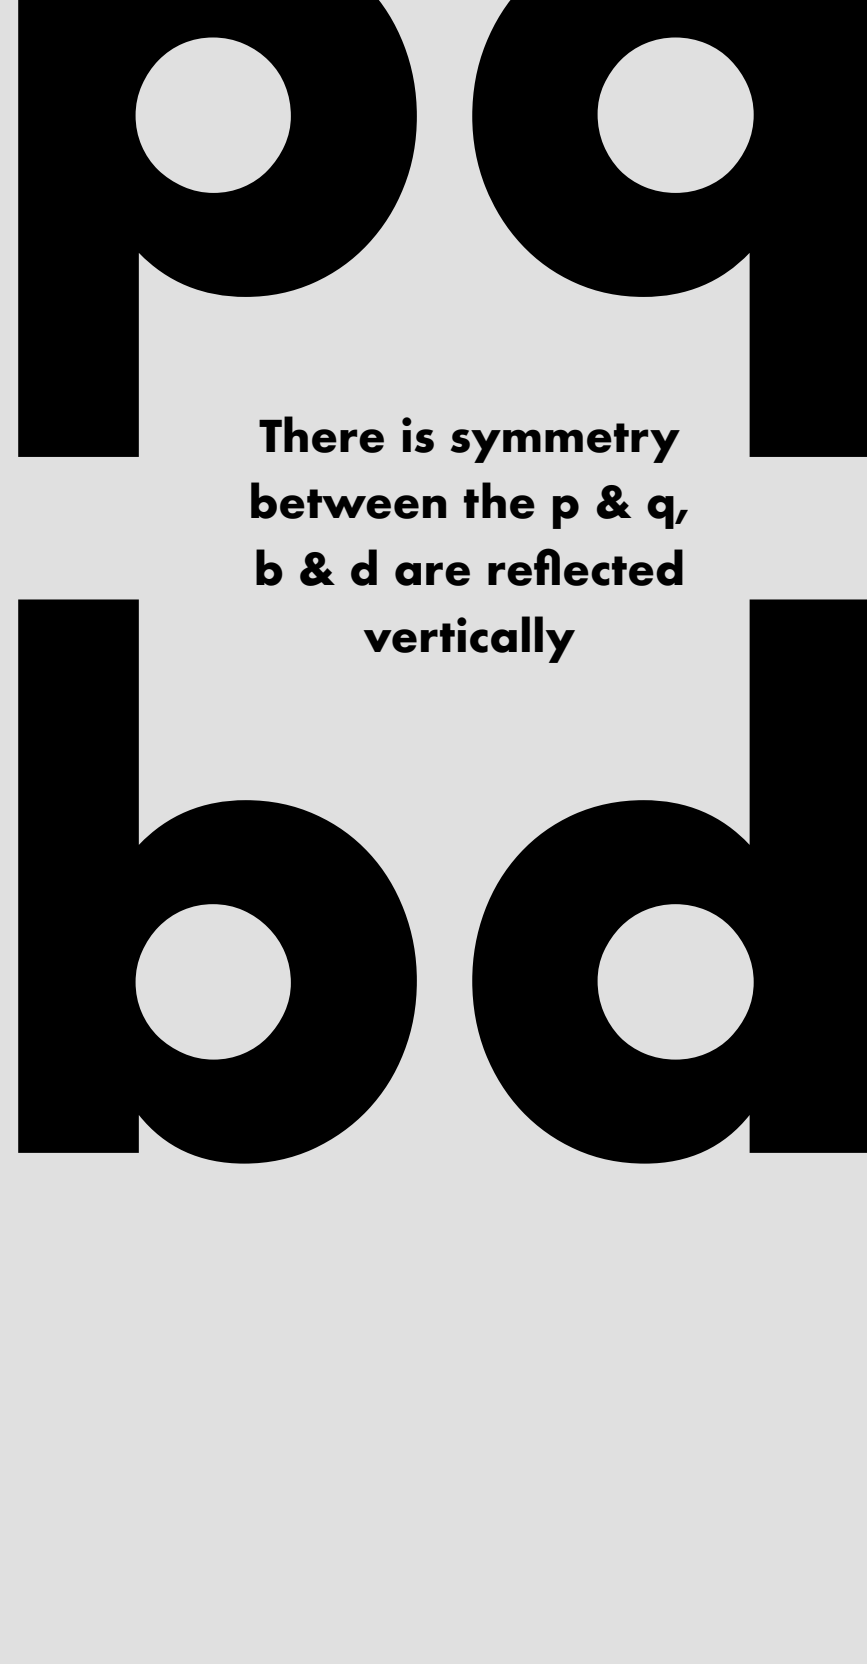 pq
There is symmetry
between the p & q,
b & d are reflected
vertically
bd